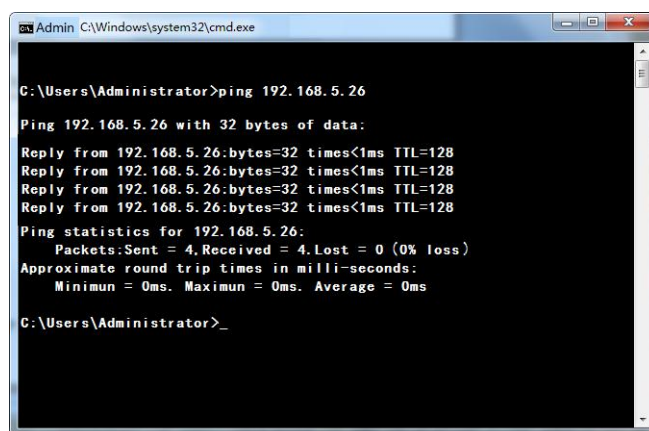 Admin C:\Windows\system32\cmd.exe
C:\Users\Administrator>ping 192.168.5.26
Ping 192.168.5.26 with 32 bytes of data:
Reply from 192.168.5.26:bytes=32 times<1ms TTL=128
Reply from 192.168.5.26:bytes=32 times<1ms TTL=128
Reply from 192.168.5.26:bytes=32 times<1ms TTL=128
Reply from 192.168.5.26:bytes=32 times<1ms TTL=128
Ping statistics for 192.168.5.26:
Packets:Sent = 4,Received = 4.Lost = 0 (0% loss)
Approximate round trip times in milli-seconds:
Minimun = 0ms. Maximun = 0ms. Average = 0ms
C:\Users\Administrator>_